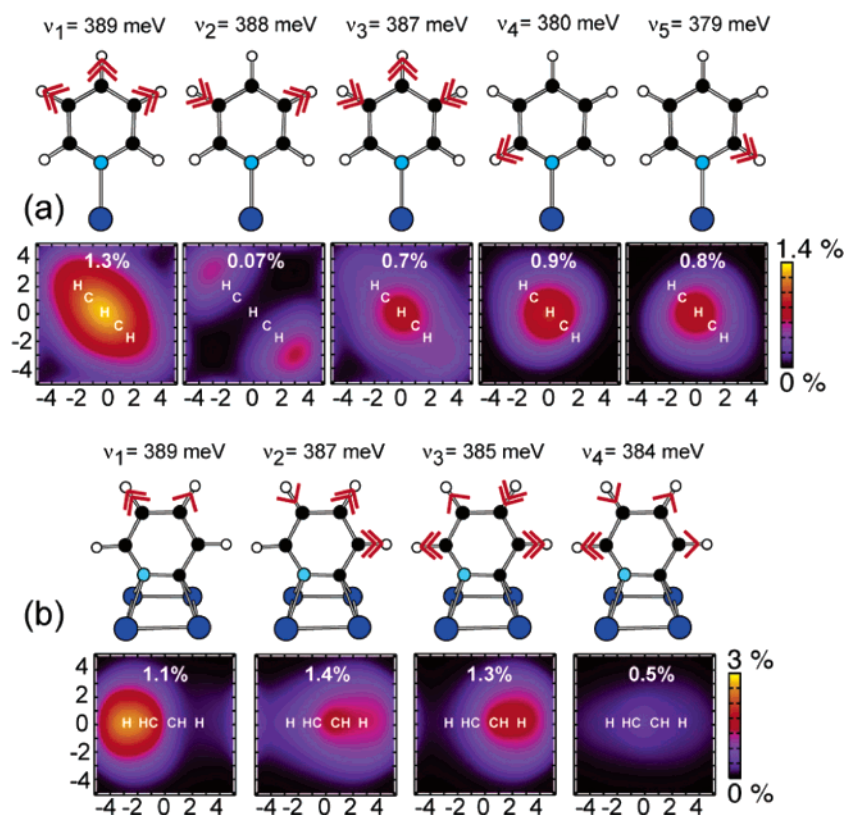 ν1= 389 meV ν2= 388 meV ν3= 387 meV ν4= 380 meV ν5= 379 meV
(a)
1.3% 0.07% 0.7% 0.9% 0.8% 1.4 %
4
2
0
-2
-4
H C H C H
H C C H
H C H C H
H C H C H
H C H C H
0 %
-4 -2 0 2 4 -4 -2 0 2 4 -4 -2 0 2 4 -4 -2 0 2 4 -4 -2 0 2 4
ν1= 389 meV ν2= 387 meV ν3= 385 meV ν4= 384 meV
(b)
1.1% 1.4% 1.3% 0.5% 3 %
4
2
0
-2
-4
H HC CH H H HC CH H H HC CH H H HC CH H
0 %
-4 -2 0 2 4 -4 -2 0 2 4 -4 -2 0 2 4 -4 -2 0 2 4